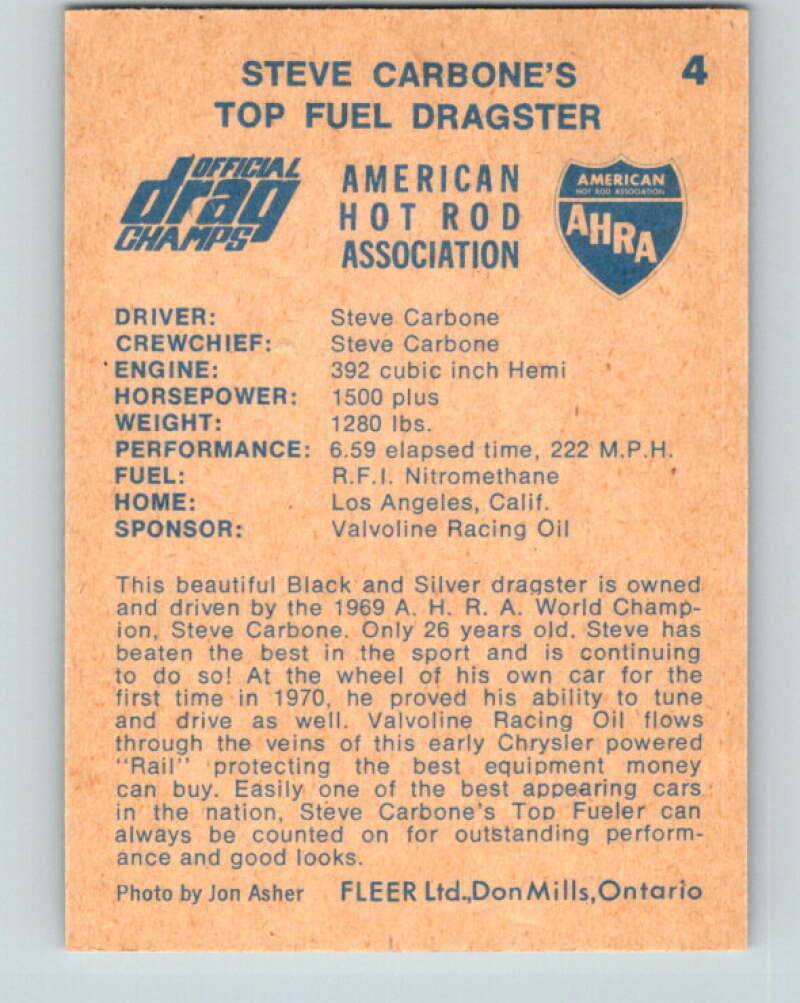 STEVE CARBONE'S 4
TOP FUEL DRAGSTER
OFFICIAL
drag
CHAMPS
AMERICAN
HOT ROD
ASSOCIATION
AMERICAN
HOT ROD ASSOCIATION
AHRA
DRIVER: Steve Carbone
CREWCHIEF: Steve Carbone
ENGINE: 392 cubic inch Hemi
HORSEPOWER: 1500 plus
WEIGHT: 1280 lbs.
PERFORMANCE: 6.59 elapsed time, 222 M.P.H.
FUEL: R.F.I. Nitromethane
HOME: Los Angeles, Calif.
SPONSOR: Valvoline Racing Oil
This beautiful Black and Silver dragster is owned
and driven by the 1969 A. H. R. A. World Champ-
ion, Steve Carbone. Only 26 years old, Steve has
beaten the best in the sport and is continuing
to do so! At the wheel of his own car for the
first time in 1970, he proved his ability to tune
and drive as well. Valvoline Racing Oil flows
through the veins of this early Chrysler powered
"Rail" protecting the best equipment money
can buy. Easily one of the best appearing cars
in the nation, Steve Carbone's Top Fueler can
always be counted on for outstanding perform-
ance and good looks.
Photo by Jon Asher FLEER Ltd., Don Mills, Ontario